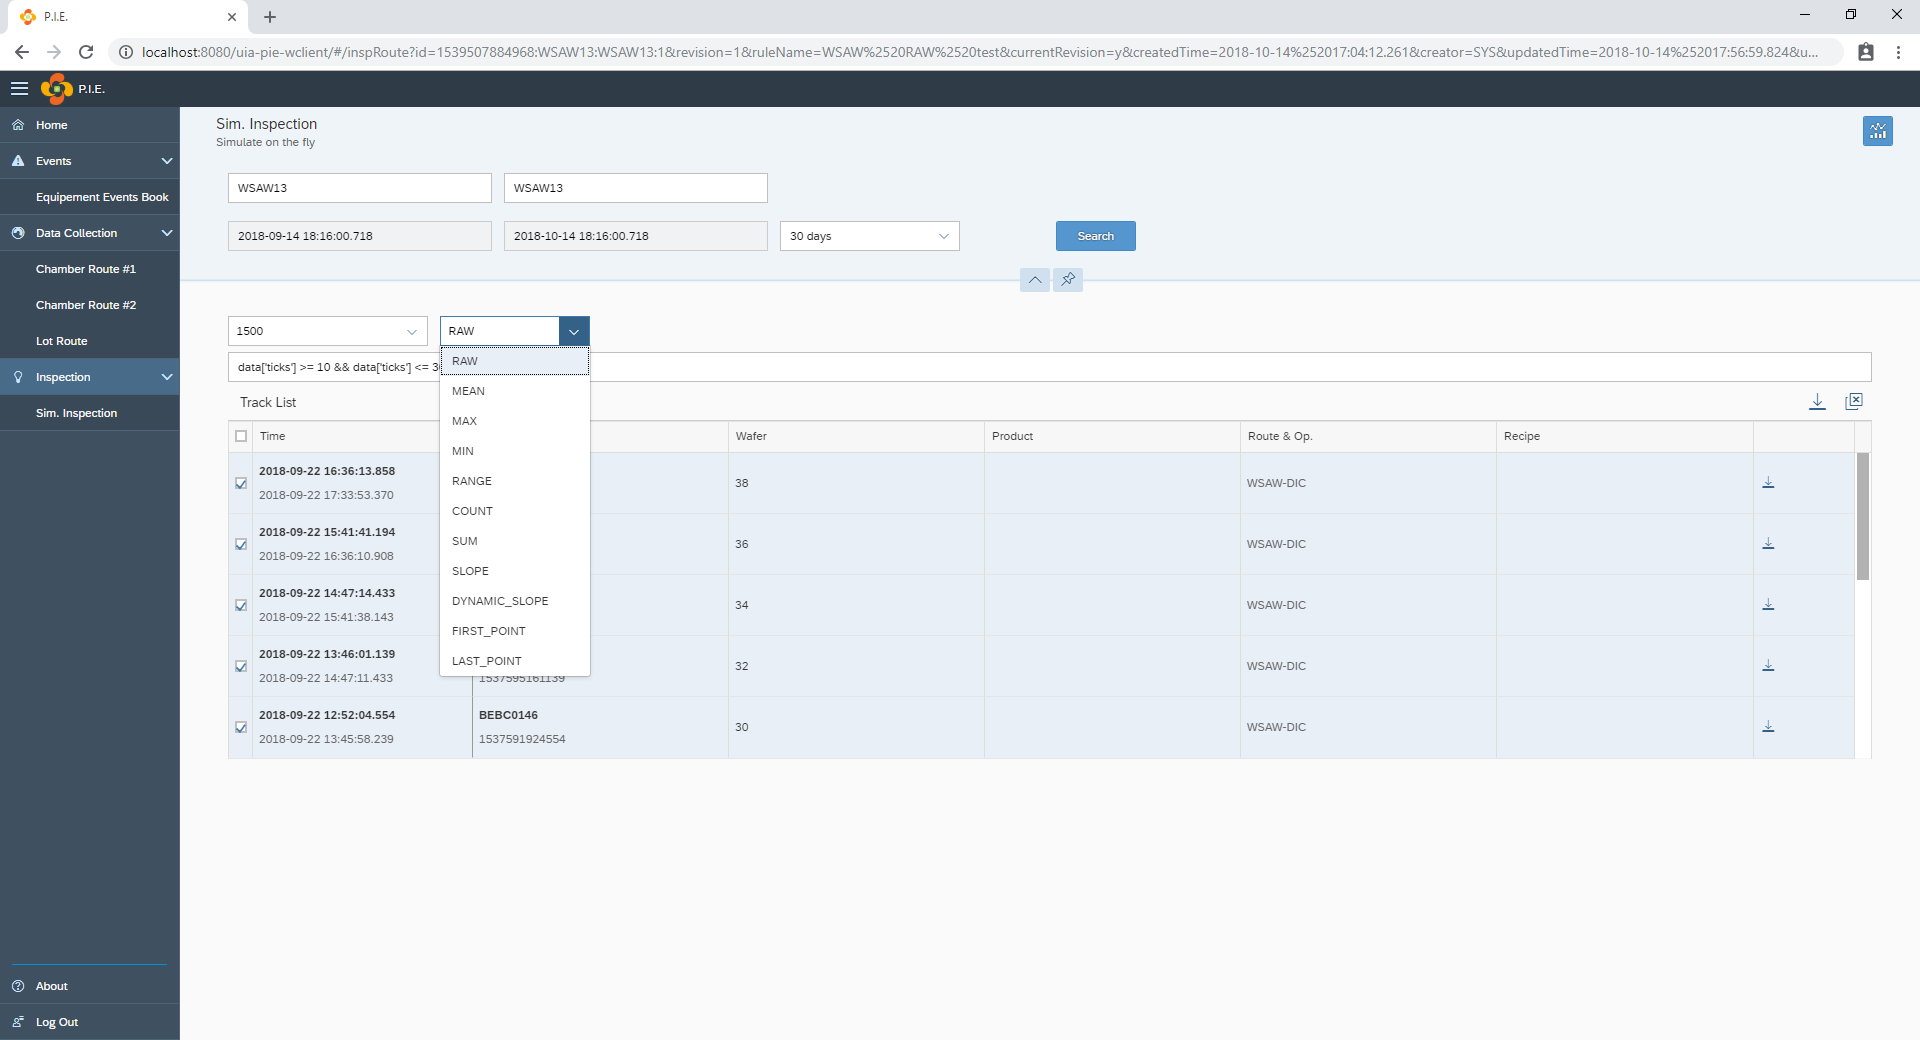 P.I.E.
localhost:8080/uia-pie-wclient/#/inspRoute?id=1539507884968:WSAW13:WSAW13:1&revision=1&ruleName=WSAW%2520RAW%2520test&currentRevision=y&createdTime=2018-10-14%252017:04:12.261&creator=SYS&updatedTime=2018-10-14%252017:56:59.824&u...
P.I.E.
Home
Events
Equipement Events Book
Data Collection
Chamber Route #1
Chamber Route #2
Lot Route
Inspection
Sim. Inspection
About
Log Out
Sim. Inspection
Simulate on the fly
WSAW13 WSAW13
2018-09-14 18:16:00.718 2018-10-14 18:16:00.718 30 days Search
1500 RAW
data['ticks'] >= 10 && data['ticks'] <=
RAW
MEAN
MAX
MIN
RANGE
COUNT
SUM
SLOPE
DYNAMIC_SLOPE
FIRST_POINT
LAST_POINT
Track List
Time Wafer Product Route & Op. Recipe
2018-09-22 16:36:13.858
2018-09-22 17:33:53.370
38 WSAW-DIC
2018-09-22 15:41:41.194
2018-09-22 16:36:10.908
36 WSAW-DIC
2018-09-22 14:47:14.433
2018-09-22 15:41:38.143
34 WSAW-DIC
2018-09-22 13:46:01.139
2018-09-22 14:47:11.433
1537595161139
32 WSAW-DIC
2018-09-22 12:52:04.554 BEBC0146
2018-09-22 13:45:58.239 1537591924554
30 WSAW-DIC